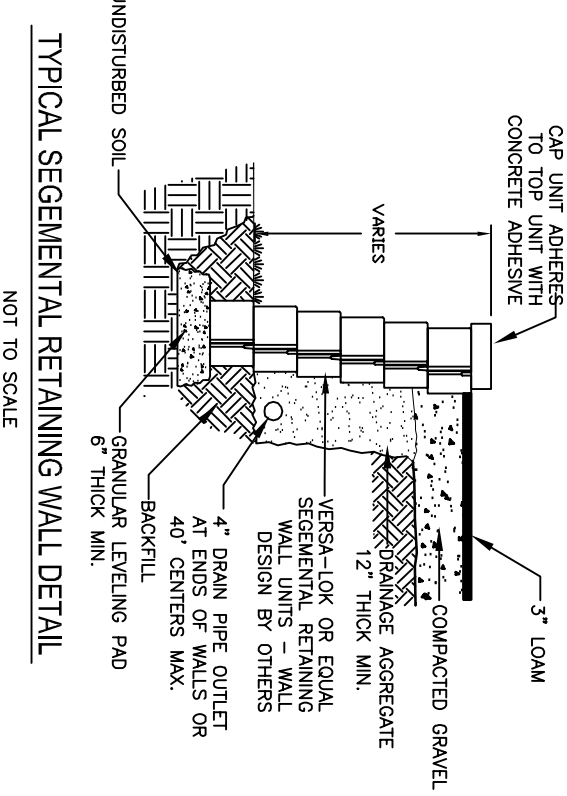 CAP UNIT ADHERES
TO TOP UNIT WITH
CONCRETE ADHESIVE
VARIES
3" LOAM
COMPACTED GRAVEL
DRAINAGE AGGREGATE
12" THICK MIN.
VERSA-LOK OR EQUAL
SEGEMENTAL RETAINING
WALL UNITS - WALL
DESIGN BY OTHERS
4" DRAIN PIPE OUTLET
AT ENDS OF WALLS OR
40' CENTERS MAX.
BACKFILL
GRANULAR LEVELING PAD
6" THICK MIN.
UNDISTURBED SOIL
TYPICAL SEGEMENTAL RETAINING WALL DETAIL
NOT TO SCALE